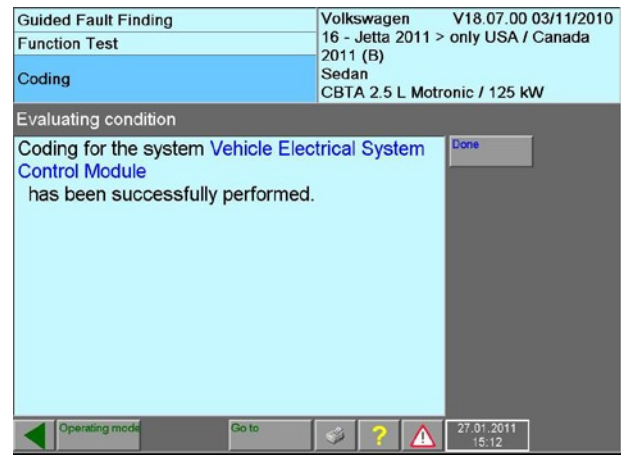 Guided Fault Finding
Function Test
Coding
Volkswagen V18.07.00 03/11/2010
16 - Jetta 2011 > only USA / Canada
2011 (B)
Sedan
CBTA 2.5 L Motronic / 125 kW
Evaluating condition
Coding for the system Vehicle Electrical System
Control Module
has been successfully performed.
Done
Operating mode
Go to
?
27.01.2011
15:12